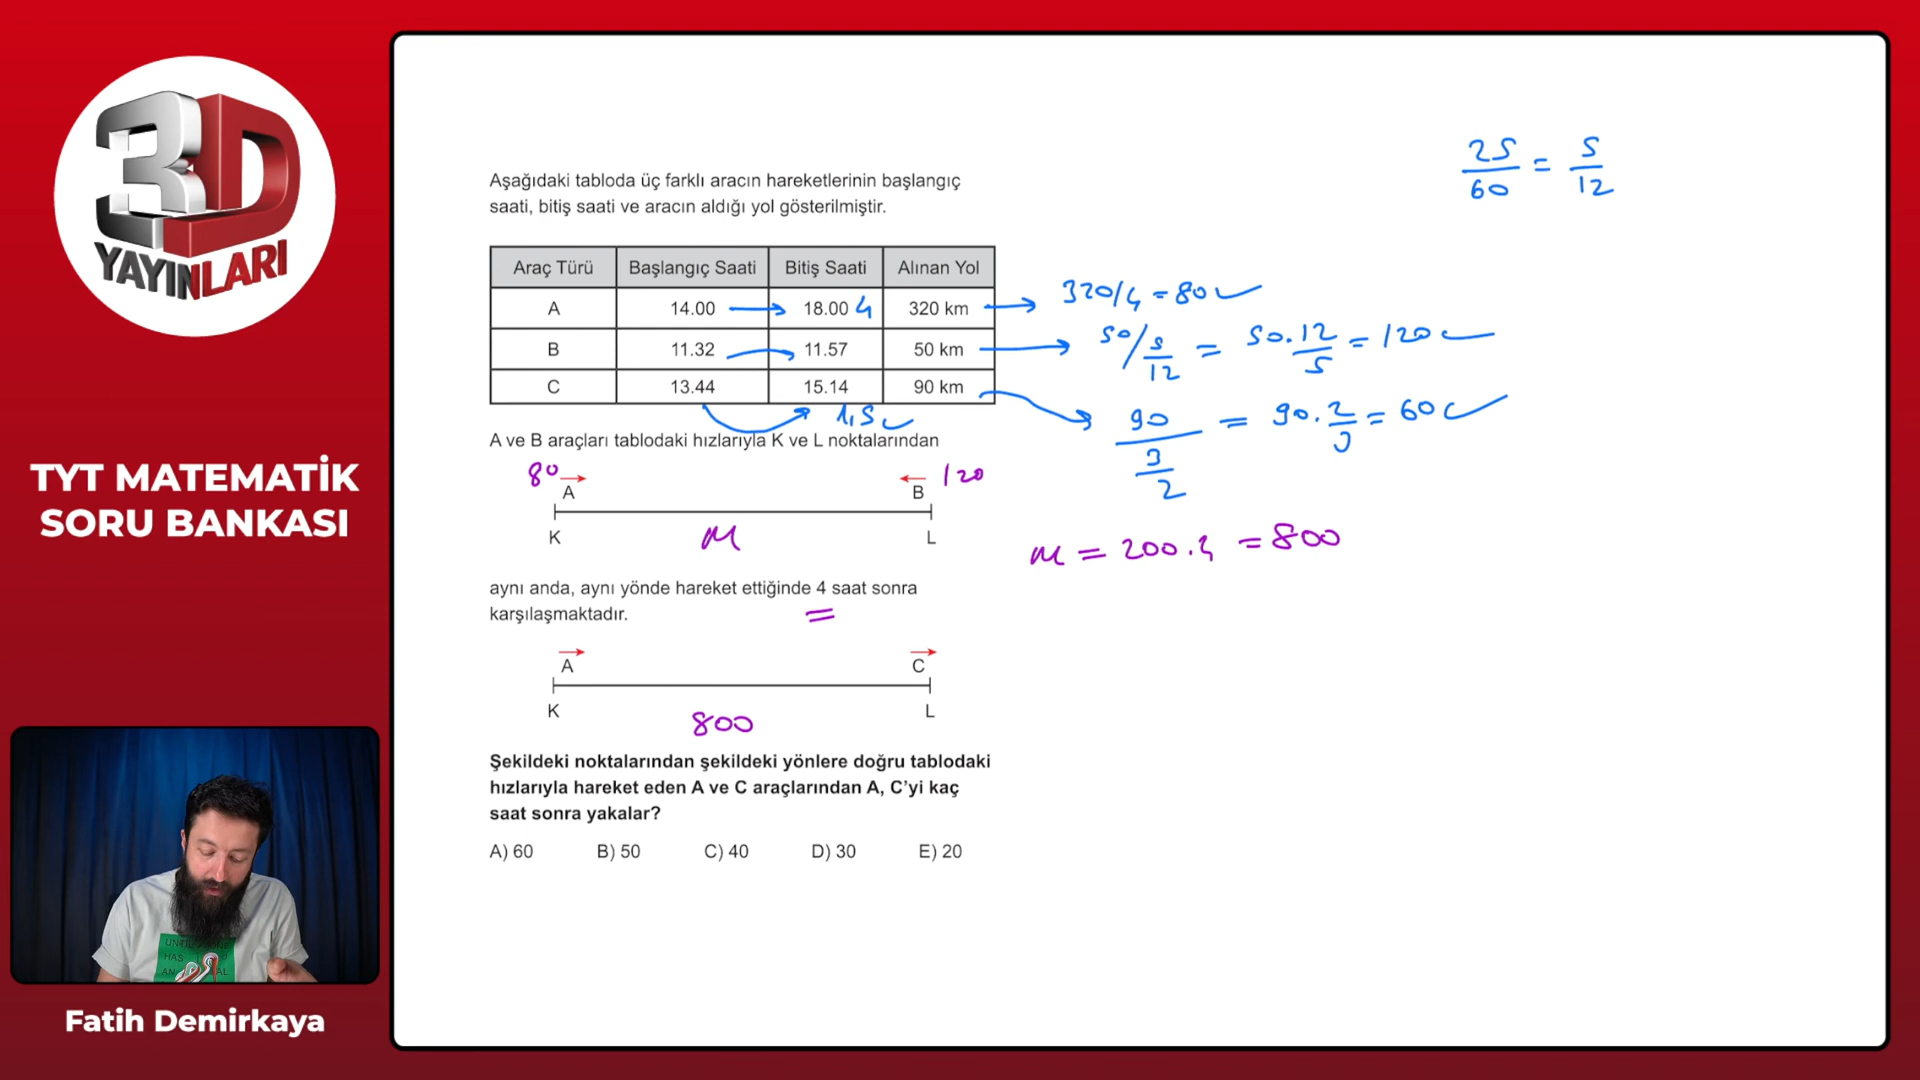 3D
YAYINLARI
TYT MATEMATİK
SORU BANKASI
Fatih Demirkaya
Aşağıdaki tabloda üç farklı aracın hareketlerinin başlangıç
saati, bitiş saati ve aracın aldığı yol gösterilmiştir.
Araç Türü Başlangıç Saati Bitiş Saati Alınan Yol
A 14.00 18.00 4 320 km
B 11.32 11.57 50 km
C 13.44 15.14 90 km
1,5
A ve B araçları tablodaki hızlarıyla K ve L noktalarından
80 A B 120
K M L
aynı anda, aynı yönde hareket ettiğinde 4 saat sonra
karşılaşmaktadır.
A C
K 800 L
Şekildeki noktalarından şekildeki yönlere doğru tablodaki
hızlarıyla hareket eden A ve C araçlarından A, C'yi kaç
saat sonra yakalar?
A) 60 B) 50 C) 40 D) 30 E) 20
25/60 = 5/12
320/4 = 80
50/5/12 = 50.12/5 = 120
90/3/2 = 90.2/3 = 60
M = 200.4 = 800